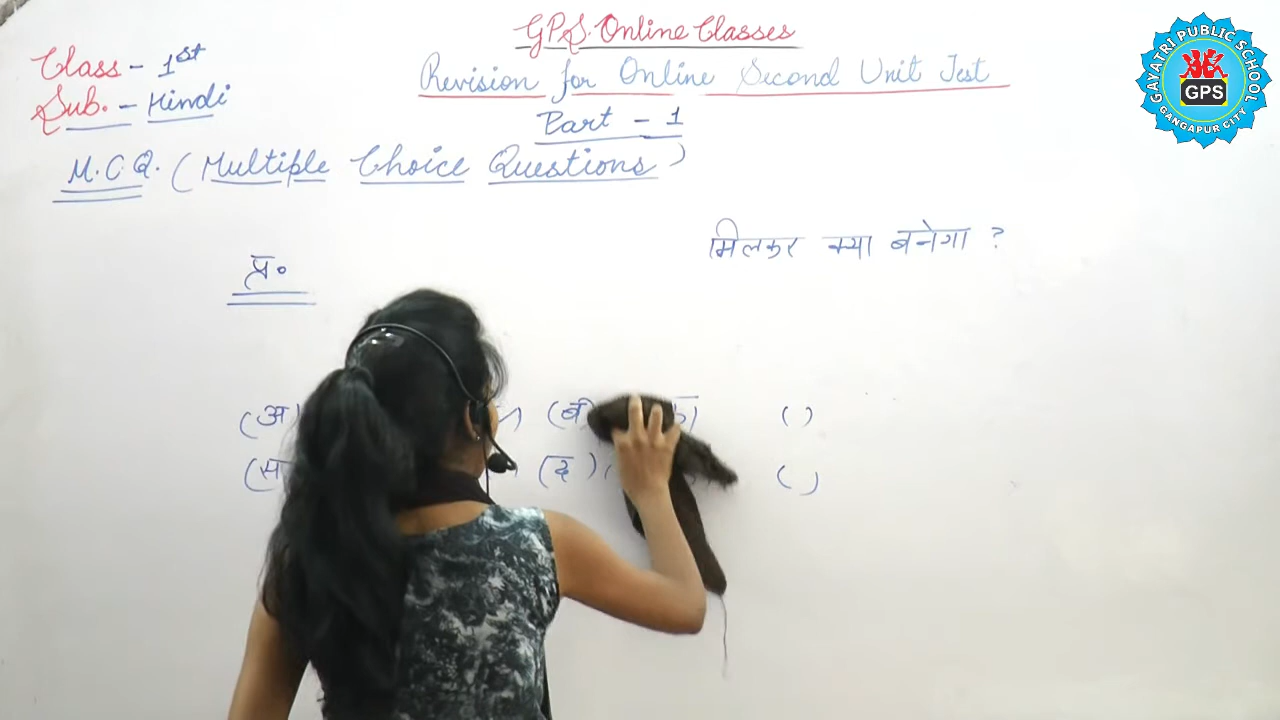 GPS. Online Classes
Class - 1st
Revision for Online Second Unit Test
Sub. - Hindi
Part - 1
M.C.Q. (Multiple Choice Questions)
मिलकर क्या बनेगा ?
प्र०
(अ) (ब) ( )
(स (द) ( )
GAYATRI PUBLIC SCHOOL
GPS
GANGAPUR CITY